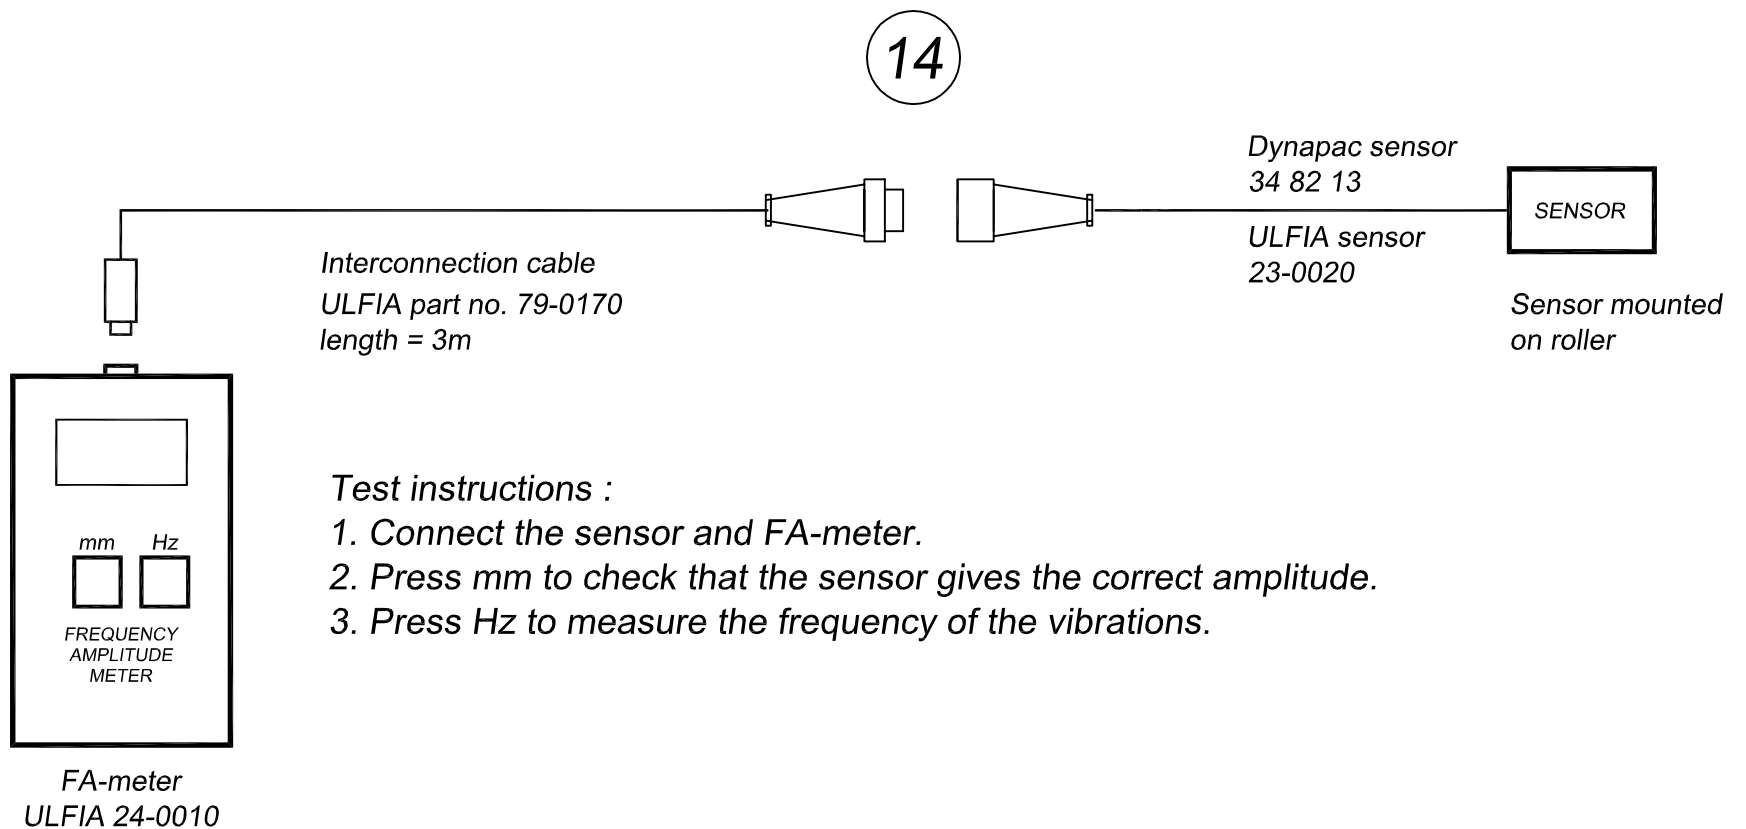 14
Dynapac sensor
34 82 13
SENSOR
ULFIA sensor
23-0020
Interconnection cable
ULFIA part no. 79-0170
length = 3m
Sensor mounted
on roller
Test instructions :
1. Connect the sensor and FA-meter.
2. Press mm to check that the sensor gives the correct amplitude.
3. Press Hz to measure the frequency of the vibrations.
mm Hz
FREQUENCY
AMPLITUDE
METER
FA-meter
ULFIA 24-0010